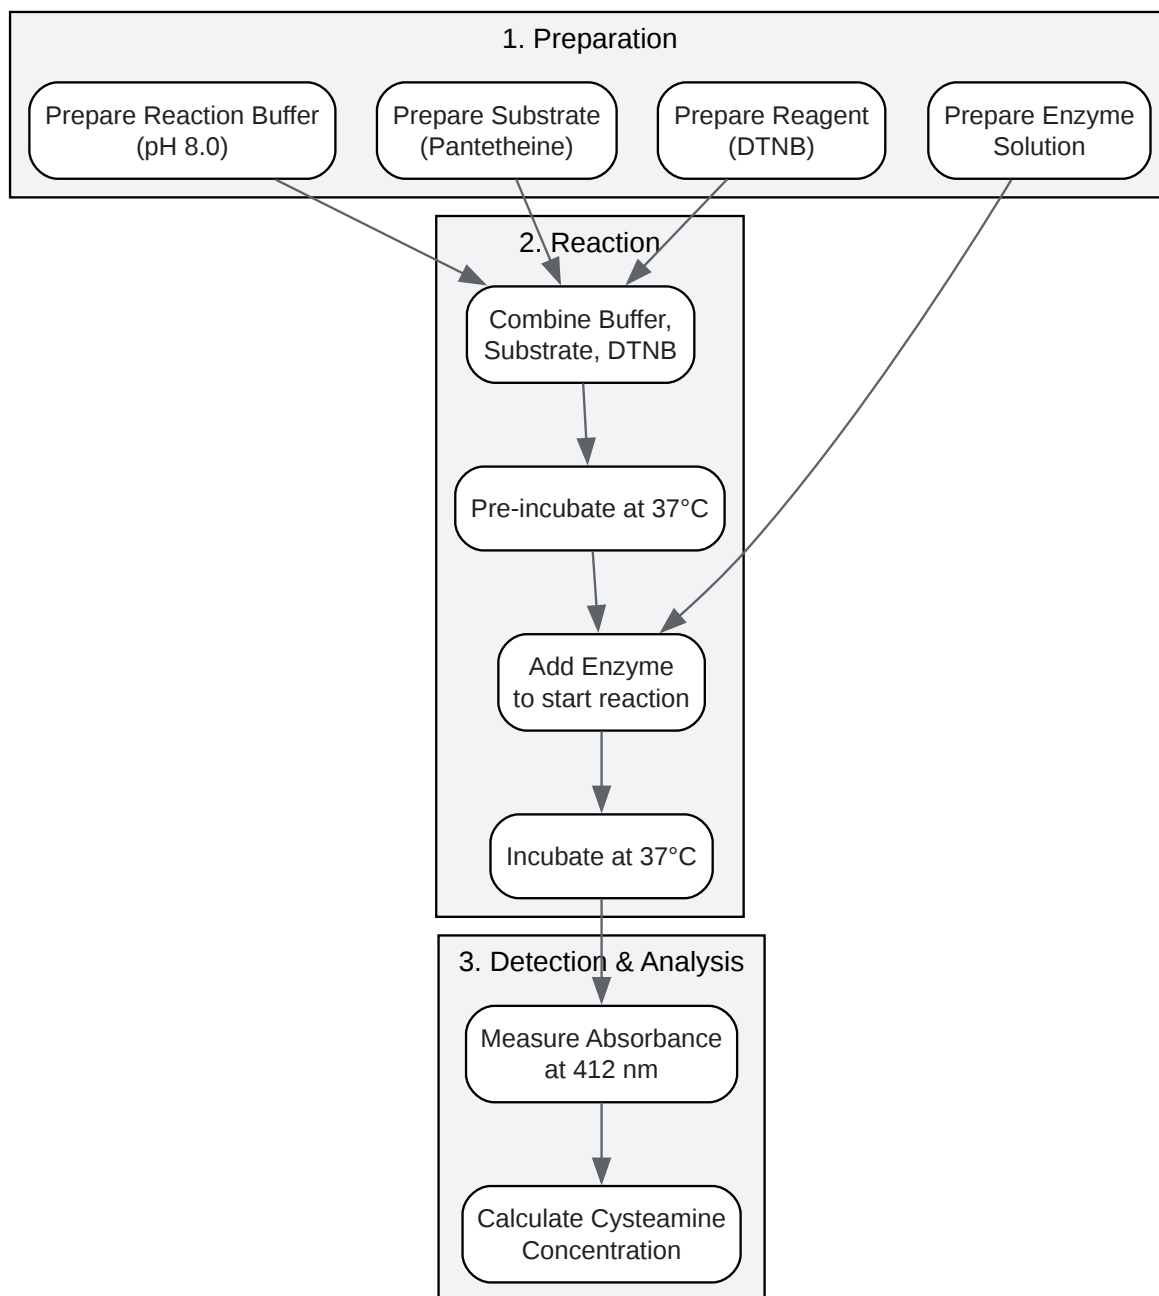 1. Preparation
Prepare Reaction Buffer
(pH 8.0)
Prepare Substrate
(Pantetheine)
Prepare Reagent
(DTNB)
Prepare Enzyme
Solution
2. Reaction
Combine Buffer,
Substrate, DTNB
Pre-incubate at 37°C
Add Enzyme
to start reaction
Incubate at 37°C
3. Detection & Analysis
Measure Absorbance
at 412 nm
Calculate Cysteamine
Concentration